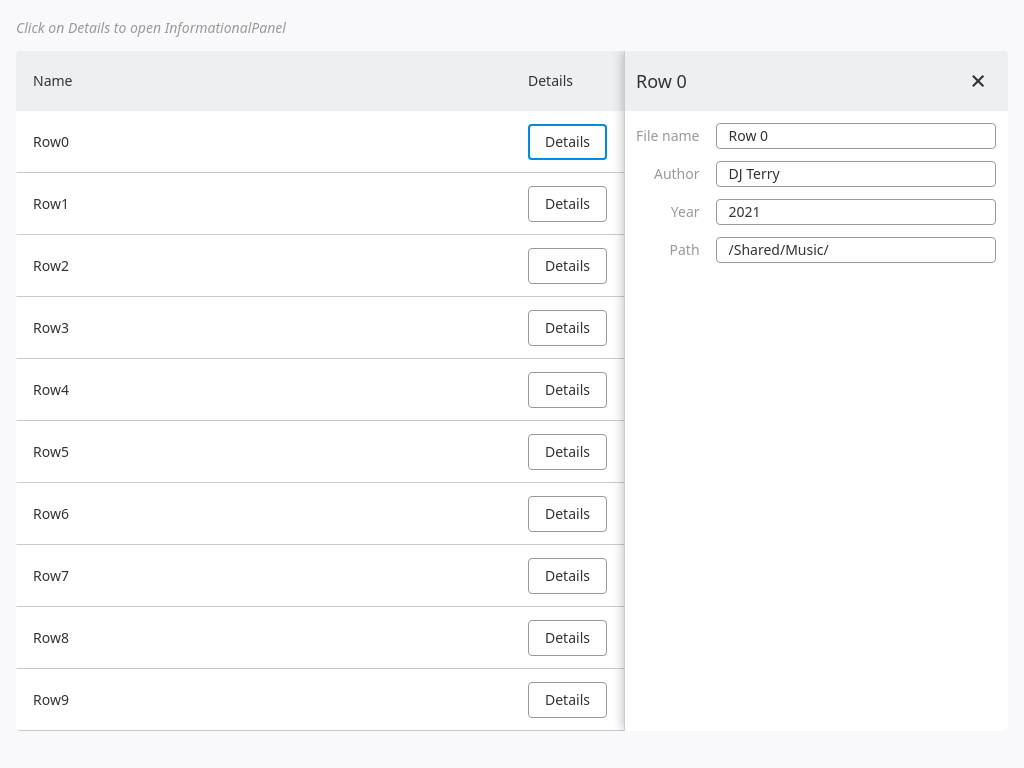 Click on Details to open InformationalPanel
Name Details
Row0 Details
Row1 Details
Row2 Details
Row3 Details
Row4 Details
Row5 Details
Row6 Details
Row7 Details
Row8 Details
Row9 Details
Row 0
File name Row 0
Author DJ Terry
Year 2021
Path /Shared/Music/